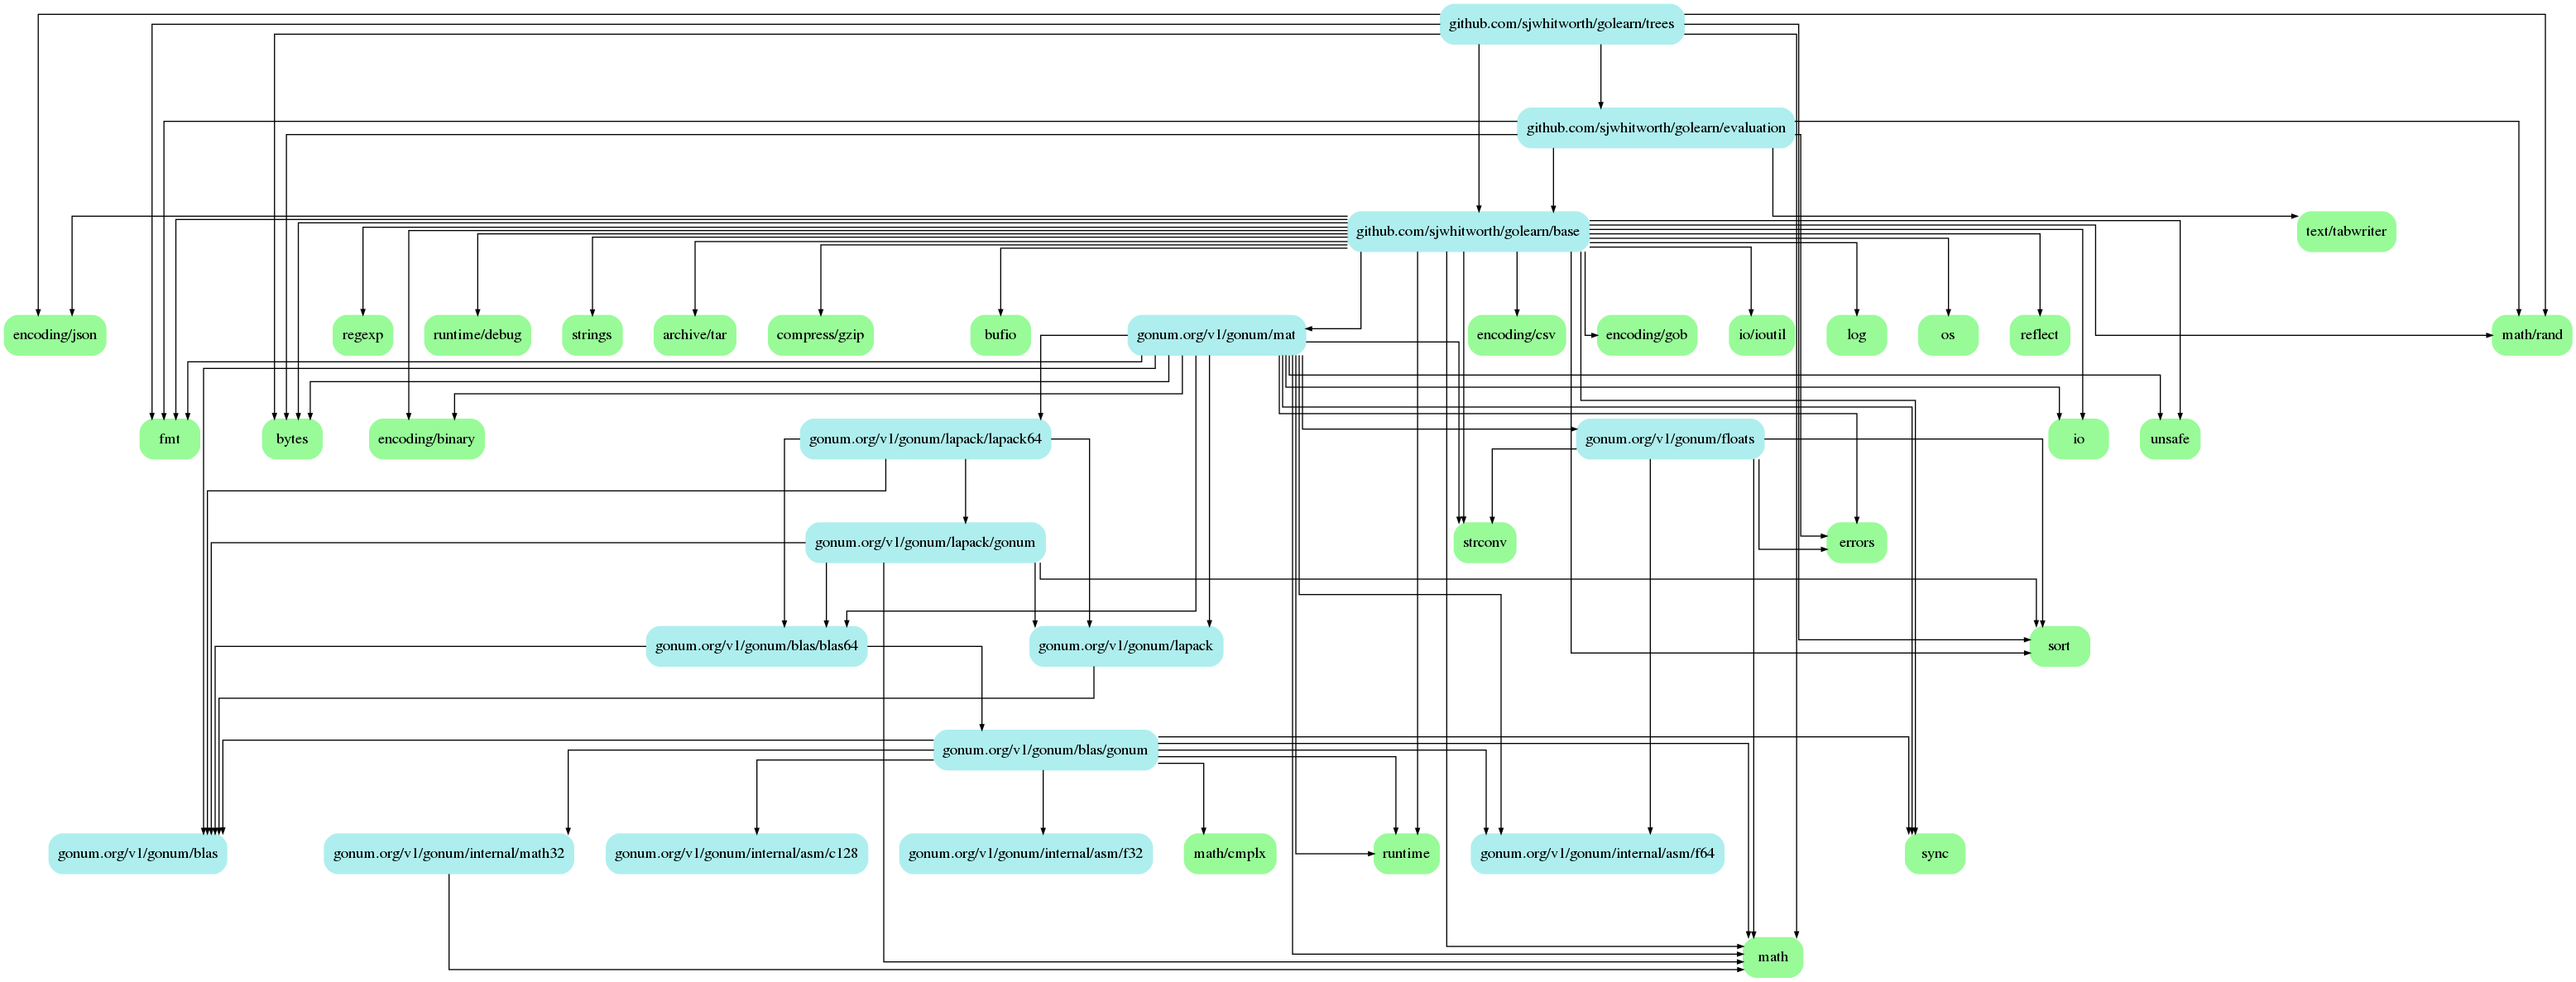 github.com/sjwhitworth/golearn/trees
github.com/sjwhitworth/golearn/evaluation
github.com/sjwhitworth/golearn/base
text/tabwriter
encoding/json
regexp
runtime/debug
strings
archive/tar
compress/gzip
bufio
gonum.org/v1/gonum/mat
encoding/csv
encoding/gob
io/ioutil
log
os
reflect
math/rand
fmt
bytes
encoding/binary
gonum.org/v1/gonum/lapack/lapack64
gonum.org/v1/gonum/floats
io
unsafe
gonum.org/v1/gonum/lapack/gonum
strconv
errors
gonum.org/v1/gonum/blas/blas64
gonum.org/v1/gonum/lapack
sort
gonum.org/v1/gonum/blas/gonum
gonum.org/v1/gonum/blas
gonum.org/v1/gonum/internal/math32
gonum.org/v1/gonum/internal/asm/c128
gonum.org/v1/gonum/internal/asm/f32
math/cmplx
runtime
gonum.org/v1/gonum/internal/asm/f64
sync
math